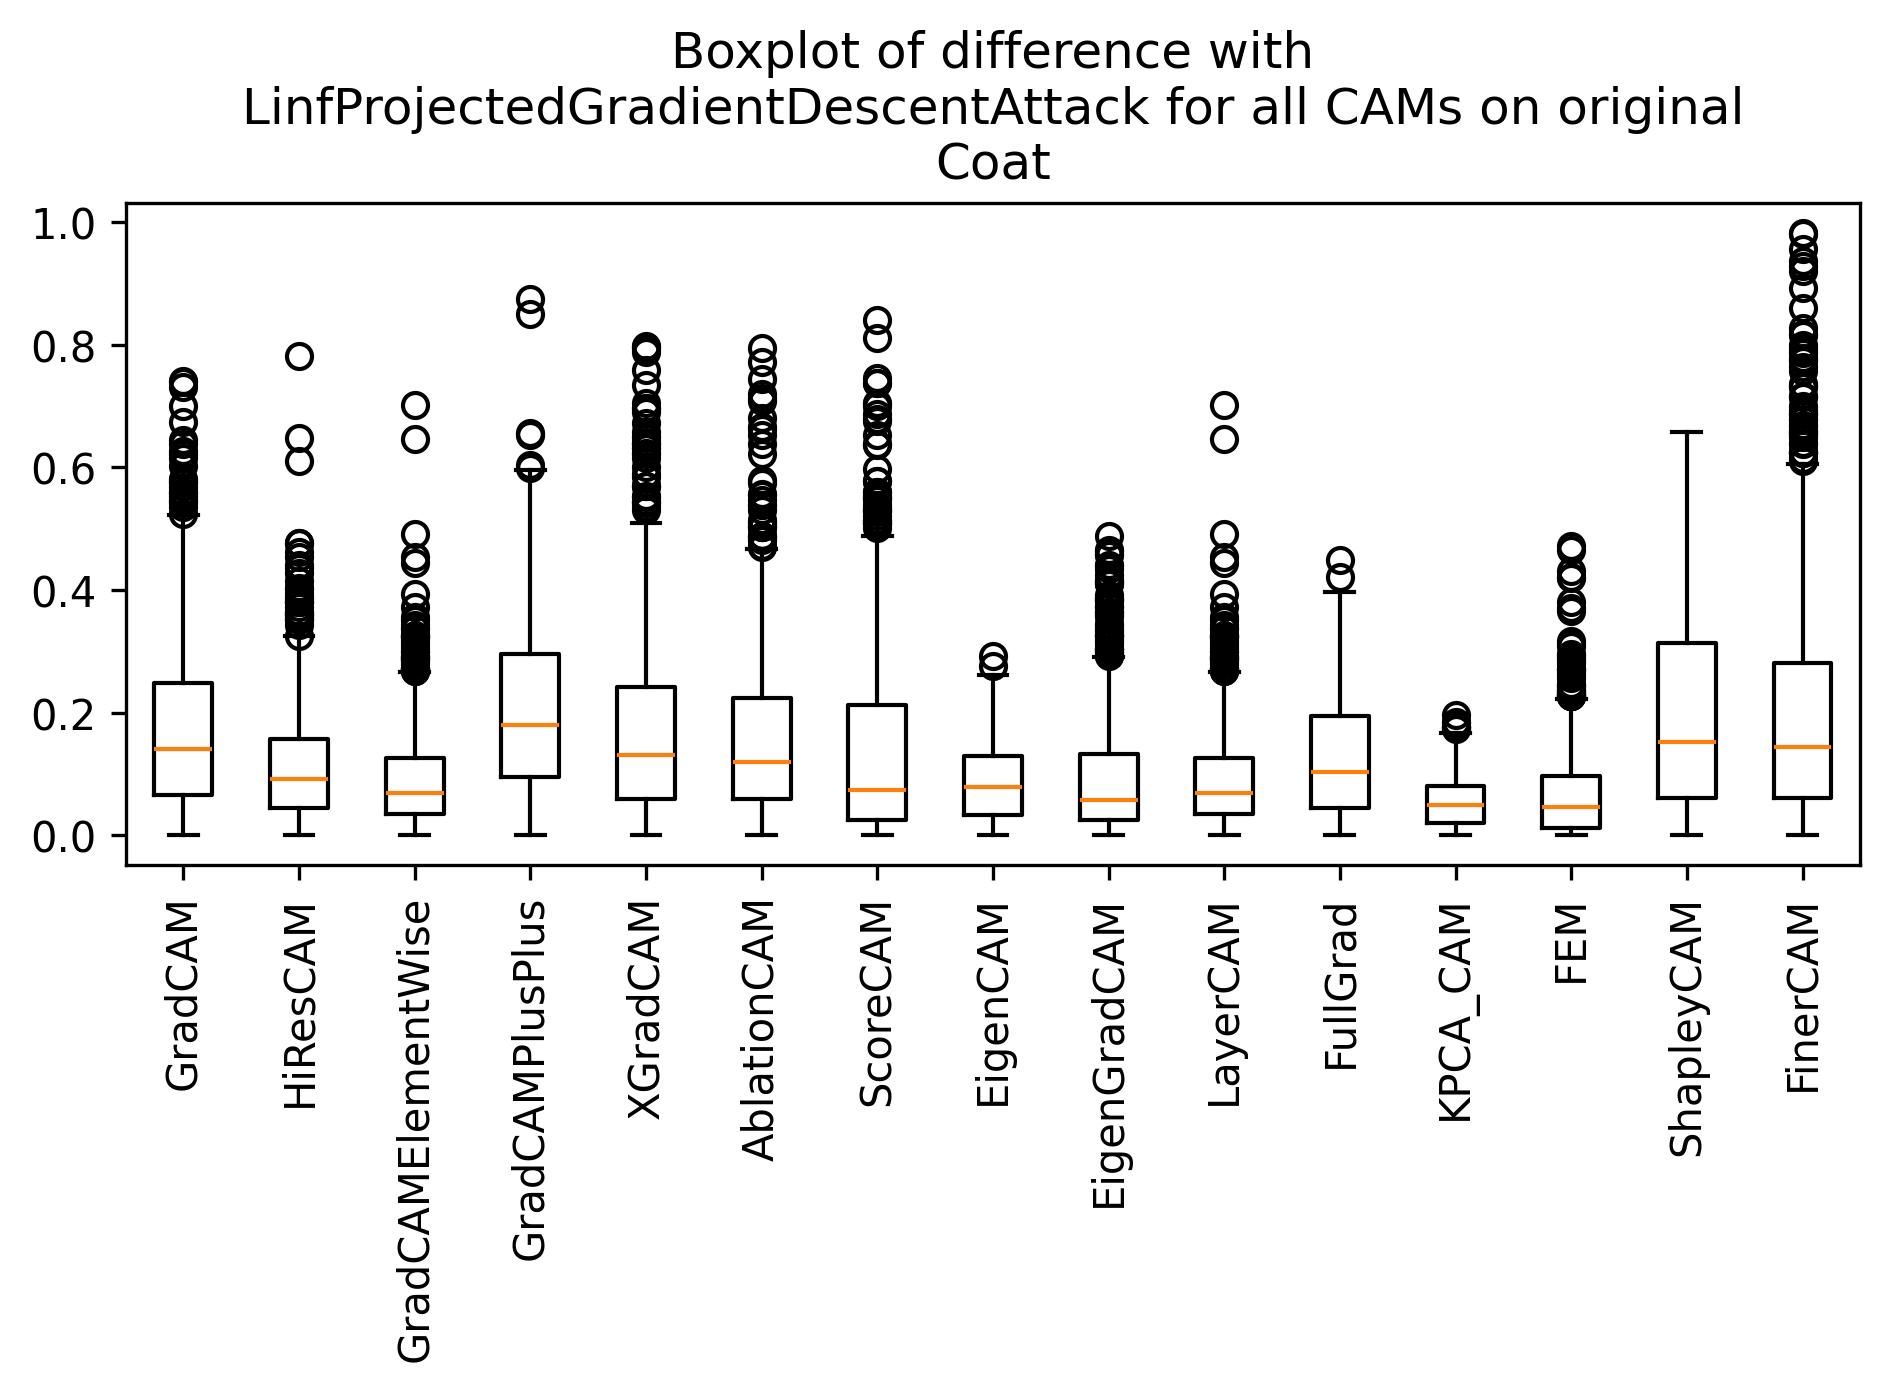 Boxplot of difference with
LinfProjectedGradientDescentAttack for all CAMs on original
Coat
1.0
0.8
0.6
0.4
0.2
0.0
GradCAM
HiResCAM
GradCAMElementWise
GradCAMPlusPlus
XGradCAM
AblationCAM
ScoreCAM
EigenCAM
EigenGradCAM
LayerCAM
FullGrad
KPCA_CAM
FEM
ShapleyCAM
FinerCAM